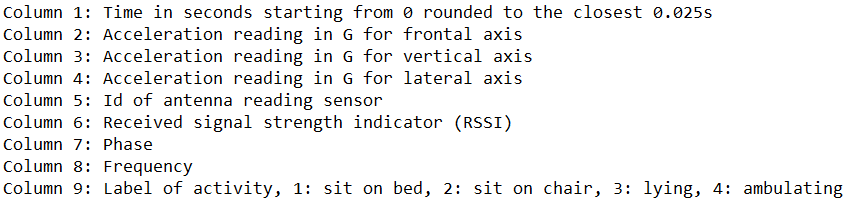 Column 1: Time in seconds starting from 0 rounded to the closest 0.025s
Column 2: Acceleration reading in G for frontal axis
Column 3: Acceleration reading in G for vertical axis
Column 4: Acceleration reading in G for lateral axis
Column 5: Id of antenna reading sensor
Column 6: Received signal strength indicator (RSSI)
Column 7: Phase
Column 8: Frequency
Column 9: Label of activity, 1: sit on bed, 2: sit on chair, 3: lying, 4: ambulating